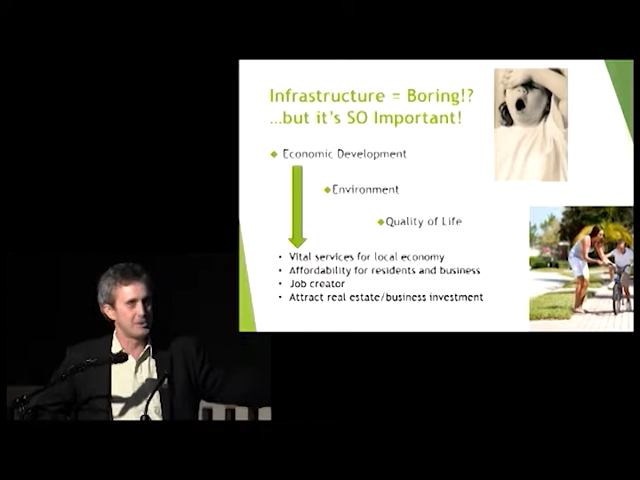 Infrastructure = Boring!?
…but it's SO Important!
Economic Development
Environment
Quality of Life
Vital services for local economy
Affordability for residents and business
Job creator
Attract real estate/business investment